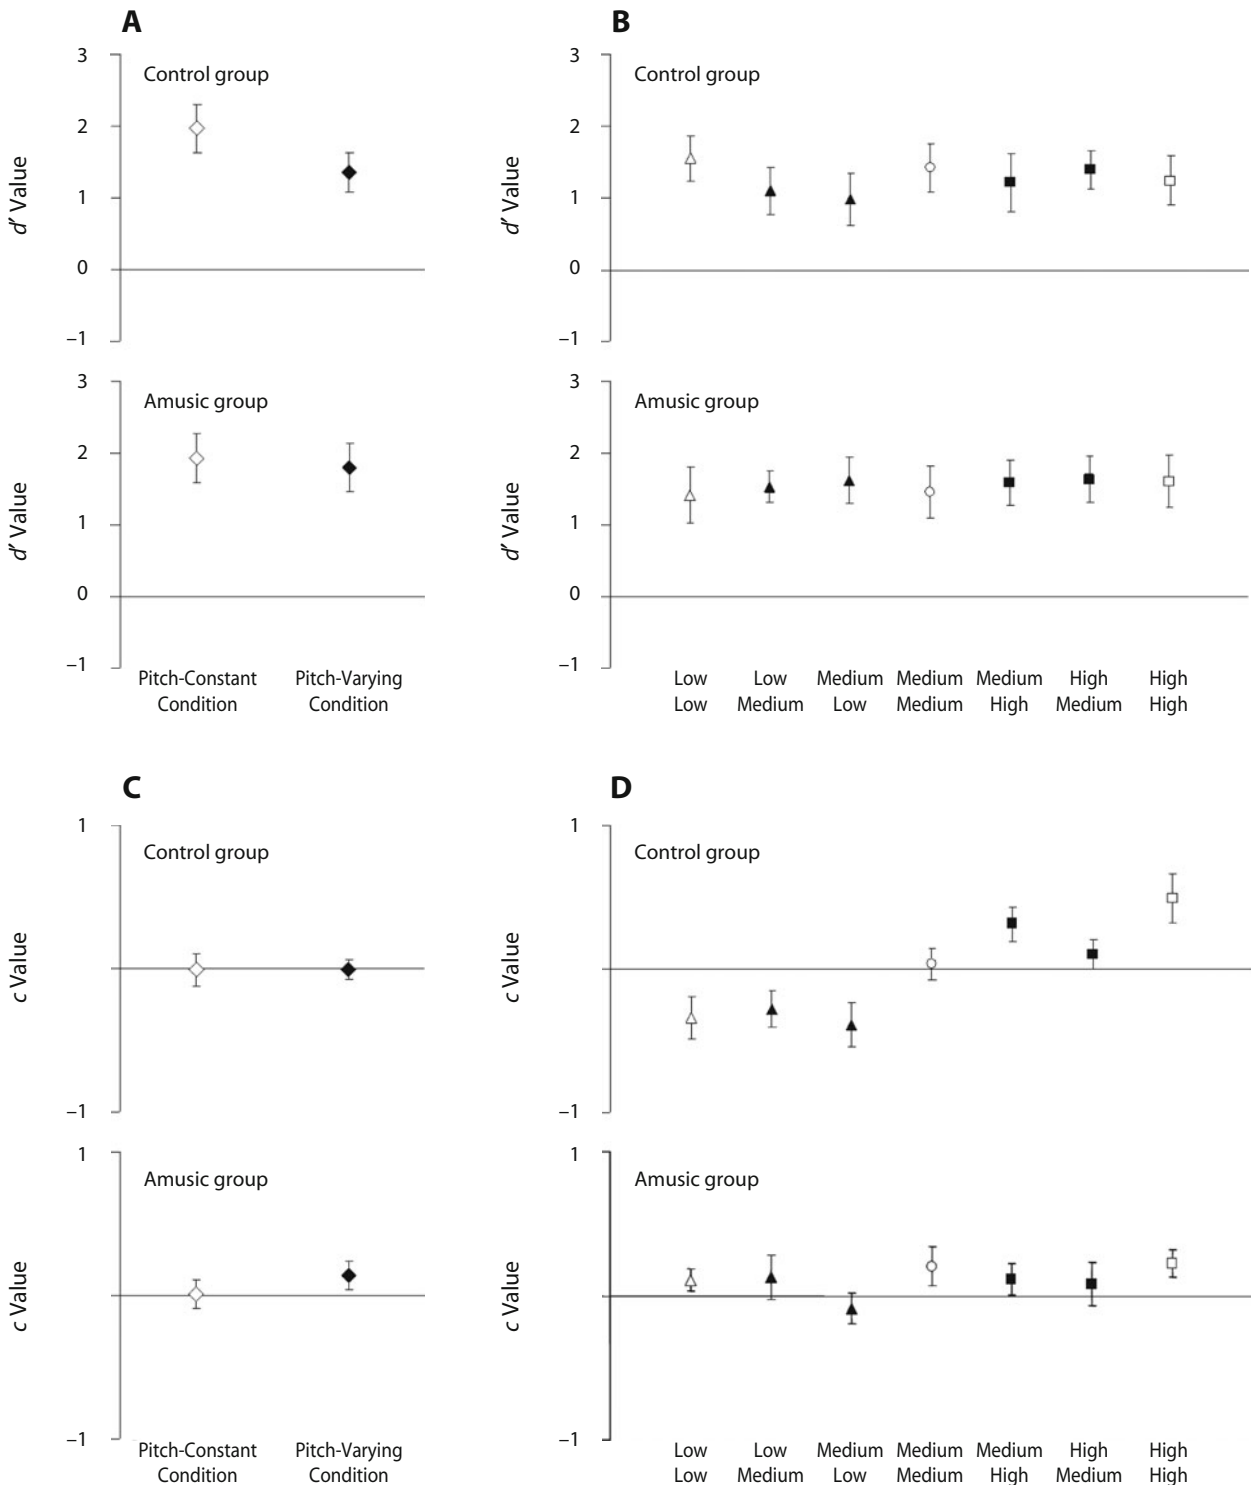 A
B
3
2
1
0
–1
d′ Value
Control group
3
2
1
0
–1
d′ Value
Control group
3
2
1
0
–1
d′ Value
Amusic group
Pitch-Constant
Condition
Pitch-Varying
Condition
3
2
1
0
–1
d′ Value
Amusic group
Low
Low
Low
Medium
Medium
Low
Medium
Medium
Medium
High
High
Medium
High
High
C
D
1
–1
c Value
Control group
1
–1
c Value
Control group
1
–1
c Value
Amusic group
Pitch-Constant
Condition
Pitch-Varying
Condition
1
–1
c Value
Amusic group
Low
Low
Low
Medium
Medium
Low
Medium
Medium
Medium
High
High
Medium
High
High